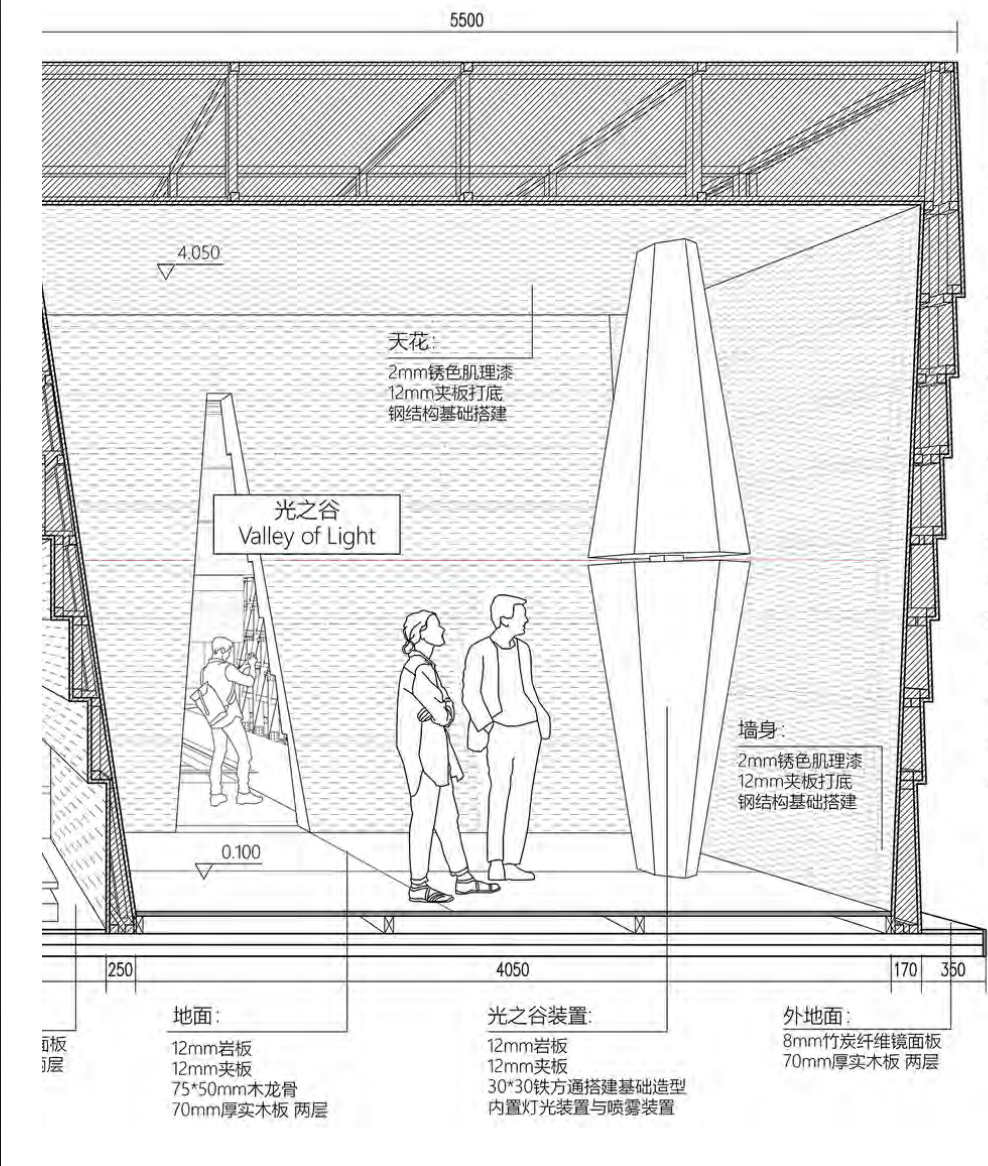 5500
4.050
天花：
2mm锈色肌理漆
12mm夹板打底
钢结构基础搭建
光之谷
Valley of Light
墙身：
2mm锈色肌理漆
12mm夹板打底
钢结构基础搭建
0.100
250
4050
170
350
面板
两层
地面：
12mm岩板
12mm夹板
75*50mm木龙骨
70mm厚实木板 两层
光之谷装置：
12mm岩板
12mm夹板
30*30铁方通搭建基础造型
内置灯光装置与喷雾装置
外地面：
8mm竹炭纤维镜面板
70mm厚实木板 两层